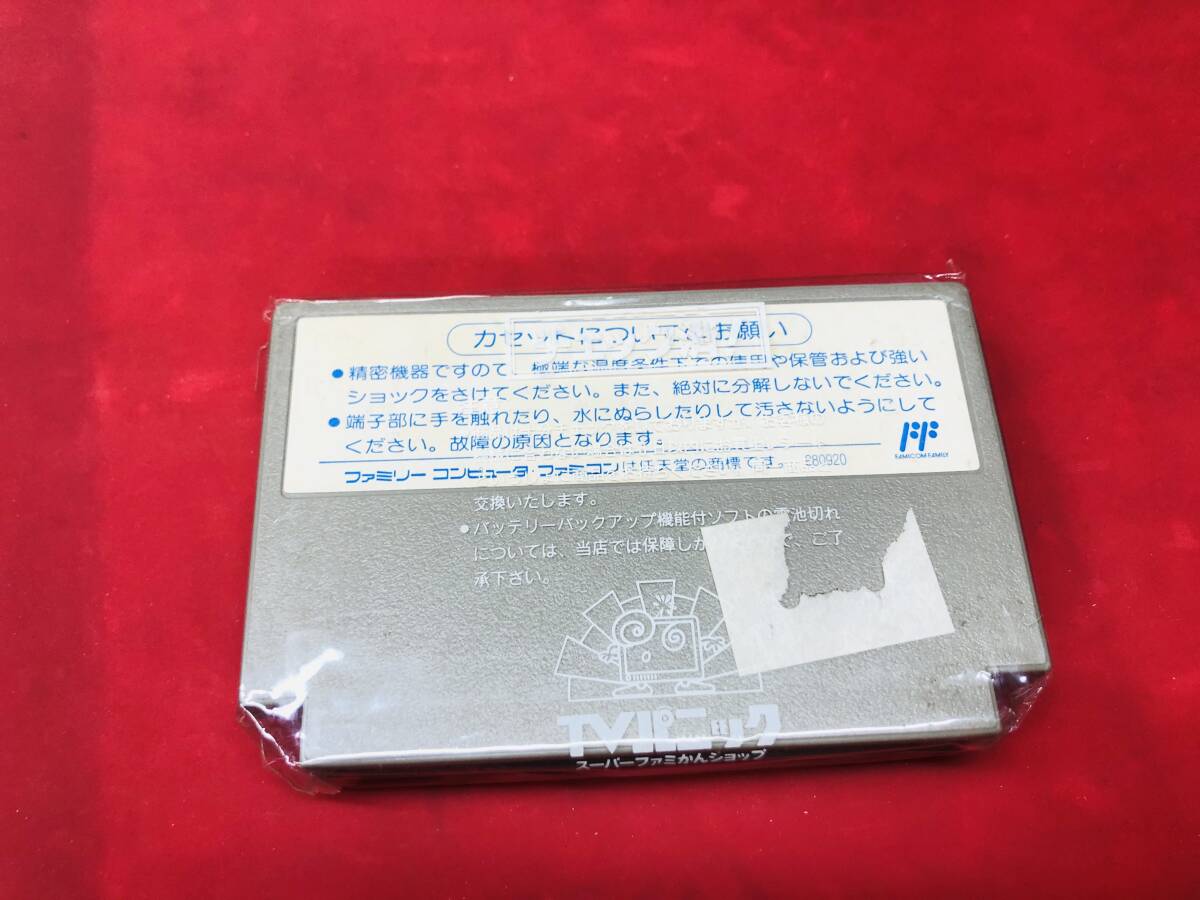 カセットについてのお願い
●精密機器ですので、極端な温度条件下での使用や保管および強い
ショックをさけてください。また、絶対に分解しないでください。
●端子部に手を触れたり、水にぬらしたりして汚さないようにして
ください。故障の原因となります。
FAMICOM FAMILY
ファミリーコンピュータ・ファミコンは任天堂の商標です。 E80920
交換いたします。
●バッテリーバックアップ機能付ソフトの電池切れ
については、当店では保障しか
、ご了
承下さい。
TVパニック
スーパーファミかんショップ